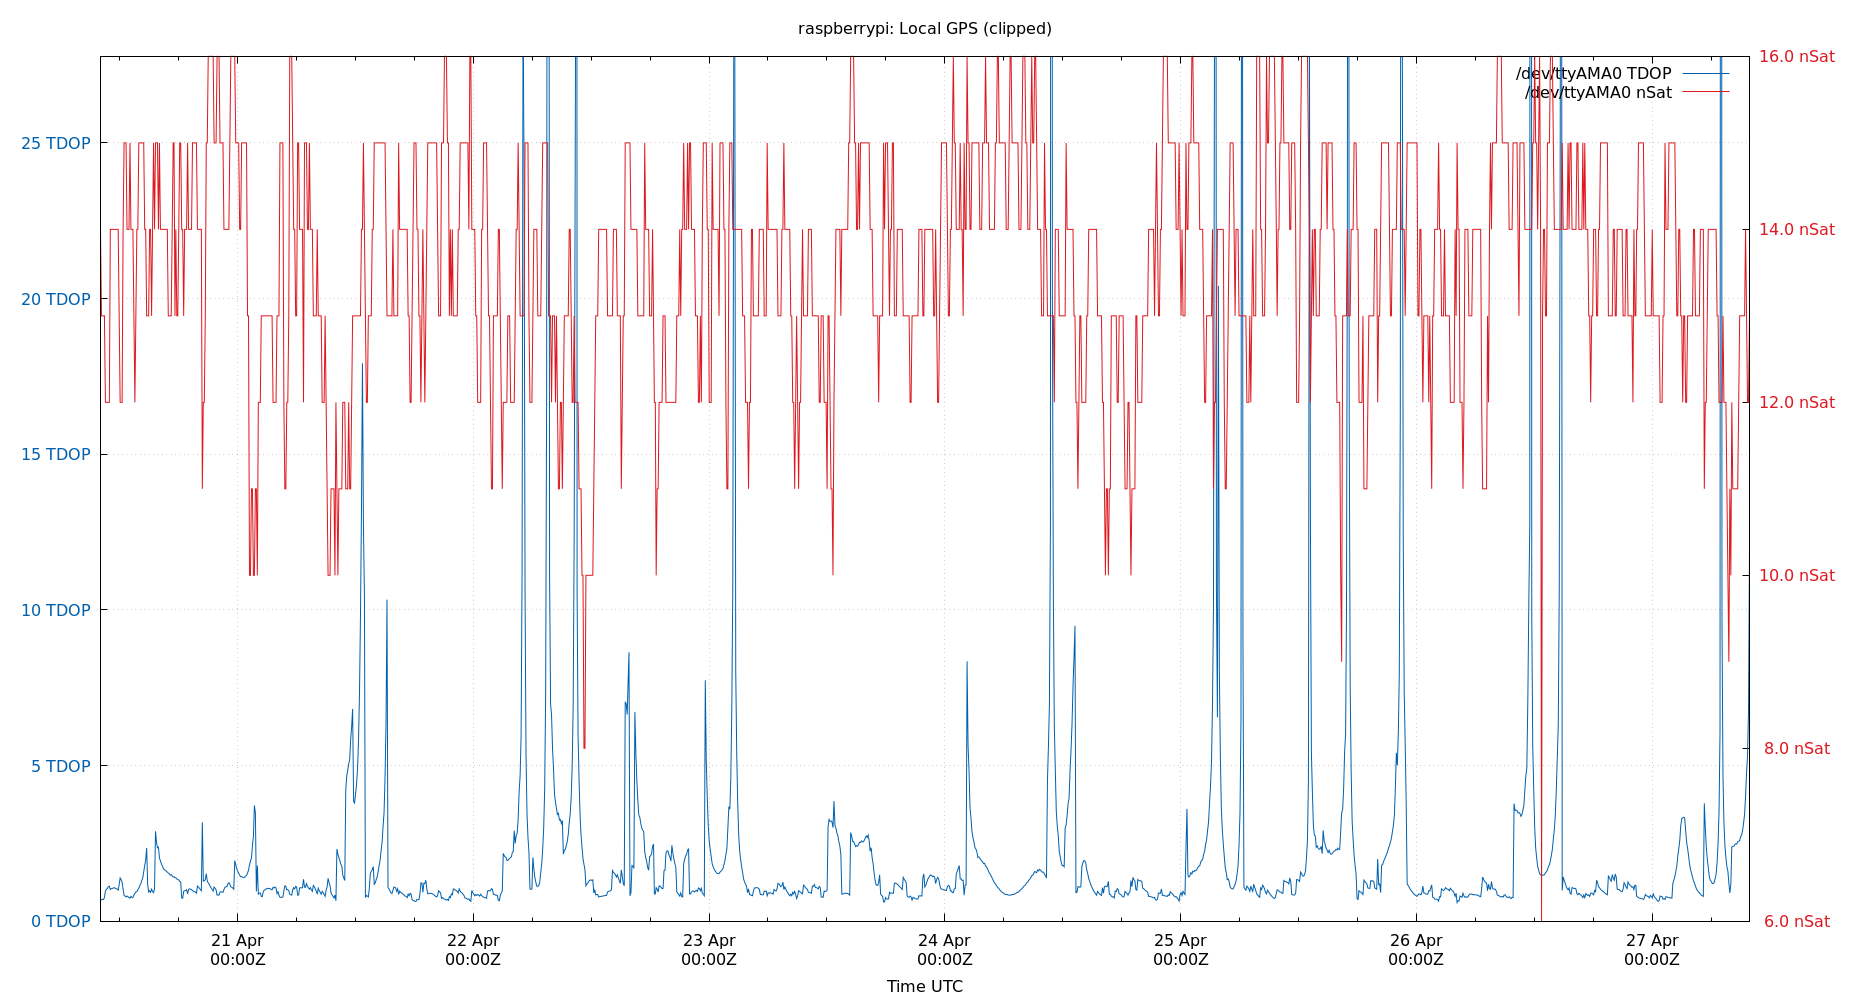 raspberrypi: Local GPS (clipped)
16.0 nSat
/dev/ttyAMA0 TDOP
/dev/ttyAMA0 nSat
25 TDOP
14.0 nSat
20 TDOP
12.0 nSat
15 TDOP
10.0 nSat
10 TDOP
8.0 nSat
5 TDOP
0 TDOP
6.0 nSat
21 Apr
00:00Z
22 Apr
00:00Z
23 Apr
00:00Z
24 Apr
00:00Z
25 Apr
00:00Z
26 Apr
00:00Z
27 Apr
00:00Z
Time UTC